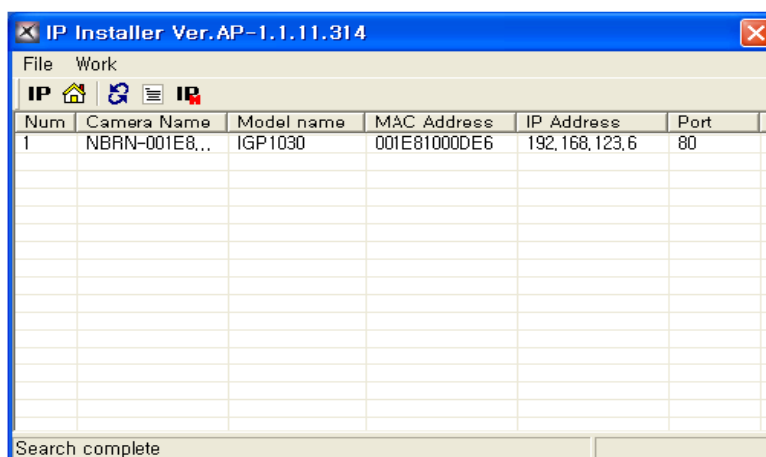 IP Installer Ver.AP-1.1.11.314
File Work
IP IP
Num Camera Name Model name MAC Address IP Address Port
1 NBRN-001E8... IGP1030 001E81000DE6 192,168,123,6 80
Search complete